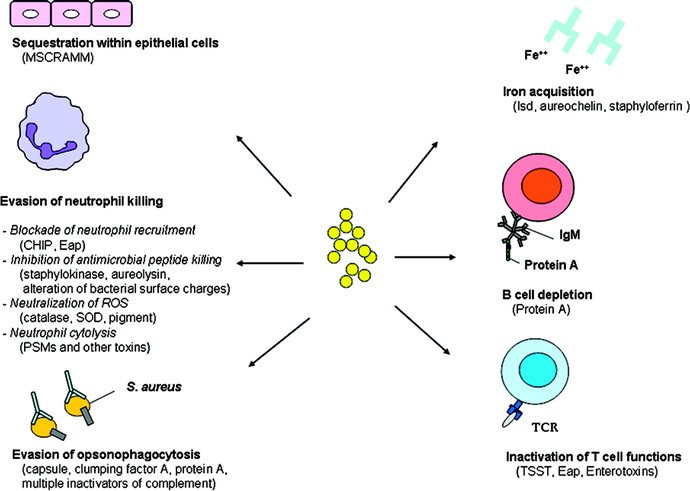 Sequestration within epithelial cells
(MSCRAMM)
Evasion of neutrophil killing
- Blockade of neutrophil recruitment
(CHIP, Eap)
- Inhibition of antimicrobial peptide killing
(staphylokinase, aureolysin,
alteration of bacterial surface charges)
- Neutralization of ROS
(catalase, SOD, pigment)
- Neutrophil cytolysis
(PSMs and other toxins)
S. aureus
Evasion of opsonophagocytosis
(capsule, clumping factor A, protein A,
multiple inactivators of complement)
Fe++
Fe++
Iron acquisition
(Isd, aureochelin, staphyloferrin )
IgM
Protein A
B cell depletion
(Protein A)
TCR
Inactivation of T cell functions
(TSST, Eap, Enterotoxins)